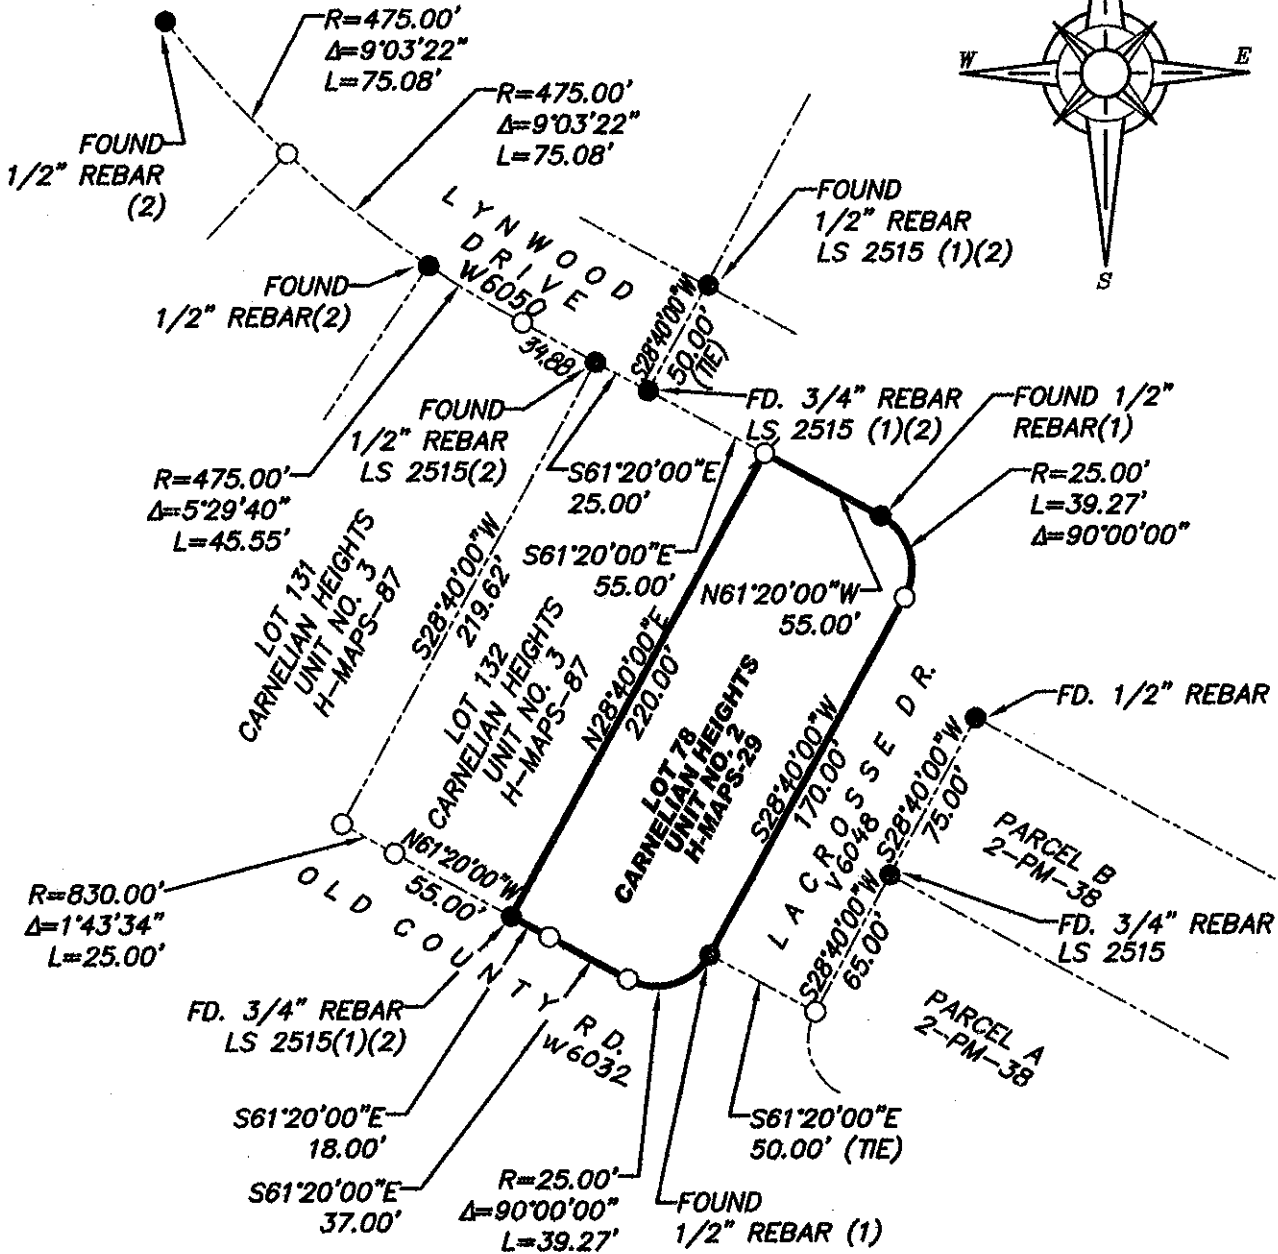 R=475.00'
Δ=9°03'22"
L=75.08'
R=475.00'
Δ=9°03'22"
L=75.08'
W
E
S
FOUND
1/2" REBAR
(2)
LYNWOOD
DRIVE
W6050
FOUND
1/2" REBAR
LS 2515 (1)(2)
FOUND
1/2" REBAR(2)
34.88
S28°40'00"W
50.00'
(TIE)
FOUND
1/2" REBAR
LS 2515(2)
FD. 3/4" REBAR
LS 2515 (1)(2)
FOUND 1/2"
REBAR(1)
R=475.00'
Δ=5°29'40"
L=45.55'
S61°20'00"E
25.00'
R=25.00'
L=39.27'
Δ=90°00'00"
S61°20'00"E
55.00'
N61°20'00"W
55.00'
LOT 131
CARNELIAN HEIGHTS
UNIT NO. 3
H-MAPS-87
S28°40'00"W
219.62'
LOT 132
CARNELIAN HEIGHTS
UNIT NO. 3
H-MAPS-87
N28°40'00"E
220.00'
LOT 78
CARNELIAN HEIGHTS
UNIT NO. 2
H-MAPS-29
S28°40'00"W
170.00'
LACROSSE DR.
V6048
FD. 1/2" REBAR
S28°40'00"W
75.00'
PARCEL B
2-PM-38
N61°20'00"W
55.00'
R=830.00'
Δ=1°43'34"
L=25.00'
OLD COUNTY RD.
W6032
S28°40'00"W
65.00'
FD. 3/4" REBAR
LS 2515
PARCEL A
2-PM-38
FD. 3/4" REBAR
LS 2515(1)(2)
S61°20'00"E
18.00'
S61°20'00"E
37.00'
S61°20'00"E
50.00' (TIE)
R=25.00'
Δ=90°00'00"
L=39.27'
FOUND
1/2" REBAR (1)